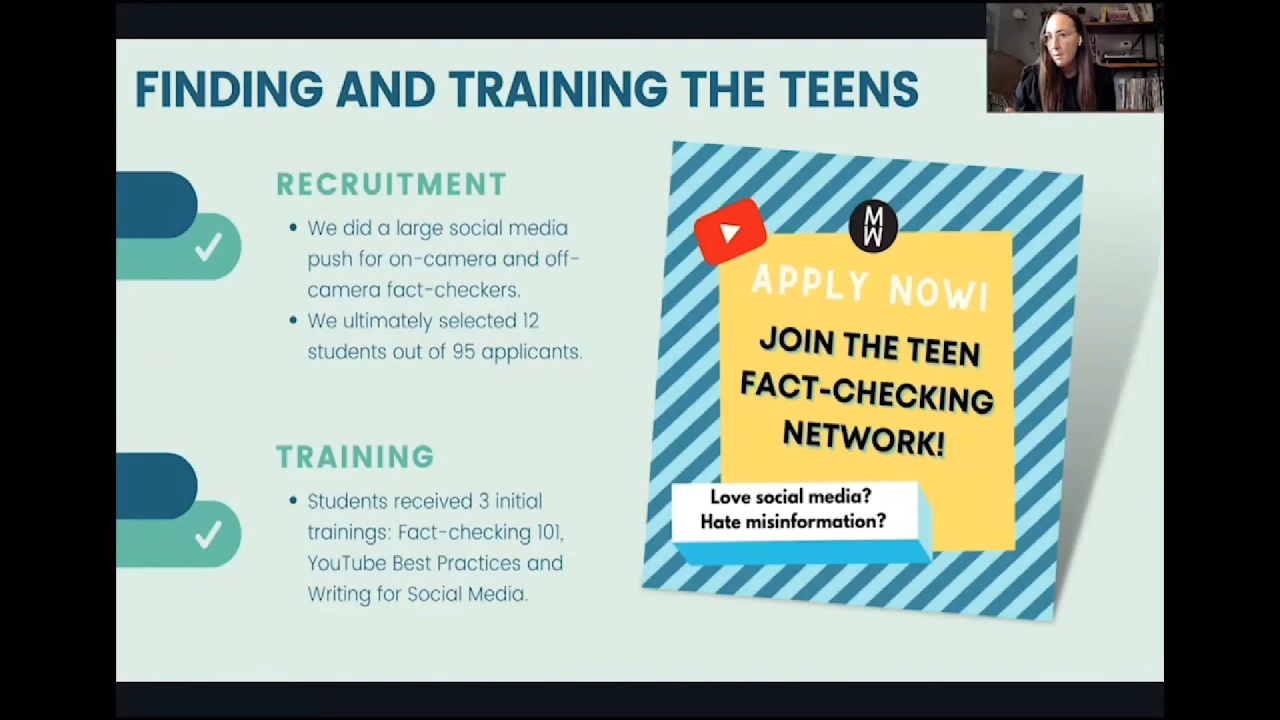 FINDING AND TRAINING THE TEENS
RECRUITMENT
• We did a large social media
push for on-camera and off-
camera fact-checkers.
• We ultimately selected 12
students out of 95 applicants.
TRAINING
• Students received 3 initial
trainings: Fact-checking 101,
YouTube Best Practices and
Writing for Social Media.
M
W
APPLY NOW!
JOIN THE TEEN
FACT-CHECKING
NETWORK!
Love social media?
Hate misinformation?